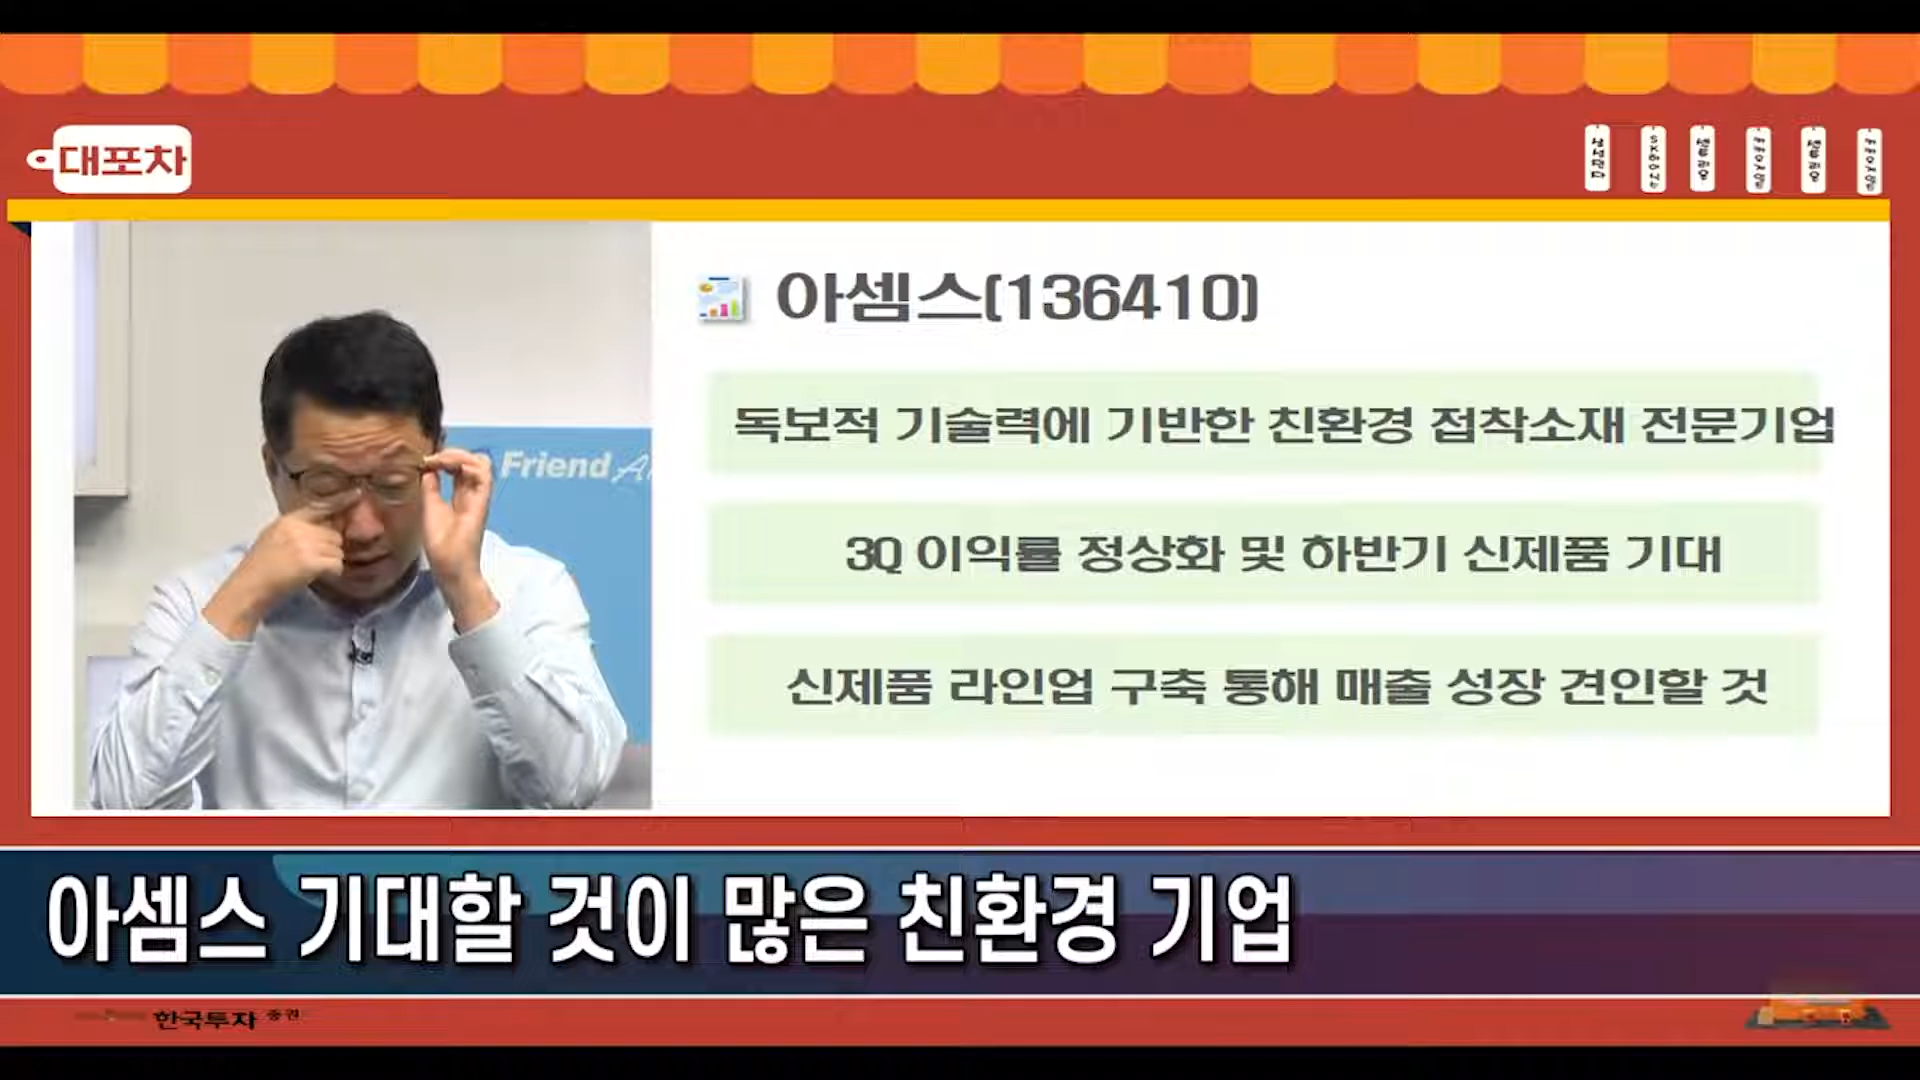 대포차
아셈스(136410)
독보적 기술력에 기반한 친환경 접착소재 전문기업
3Q 이익률 정상화 및 하반기 신제품 기대
신제품 라인업 구축 통해 매출 성장 견인할 것
Friend
아셈스 기대할 것이 많은 친환경 기업
한국투자 증권